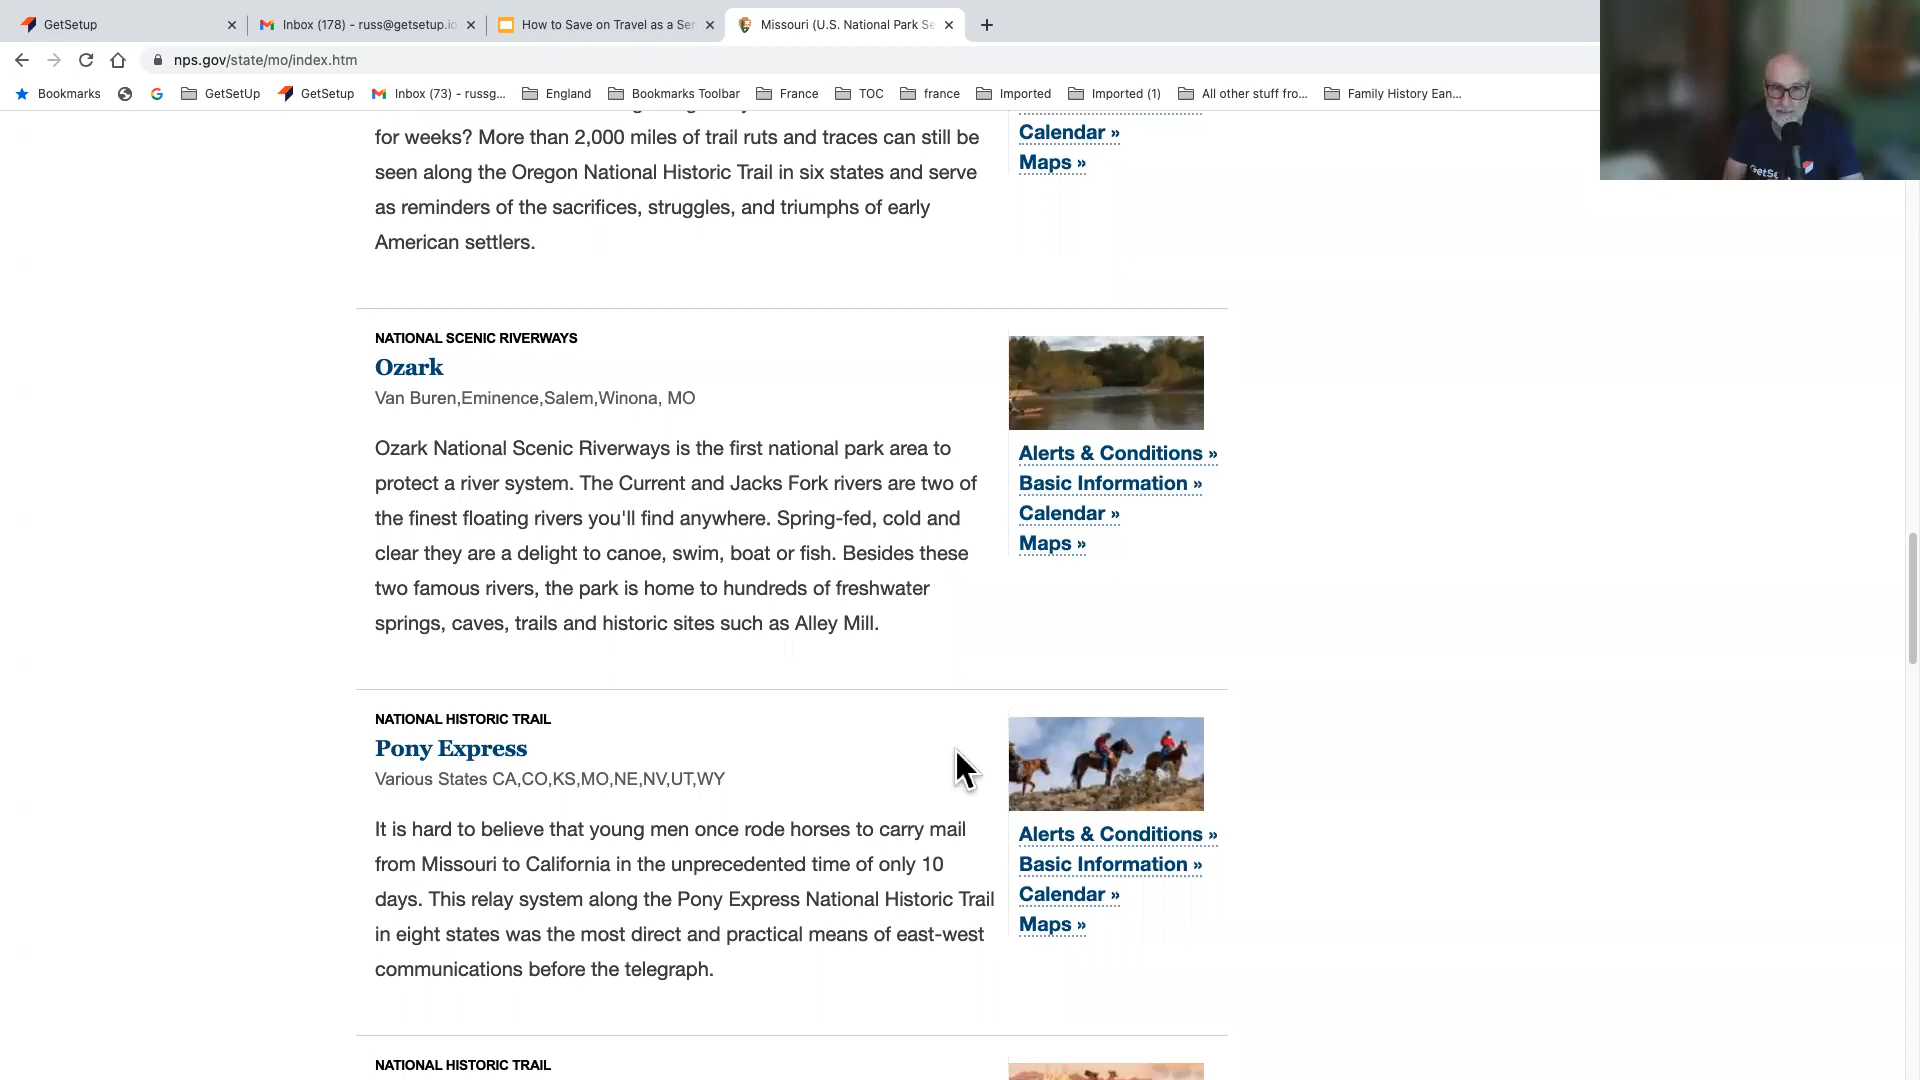 GetSetup
Inbox (178) - russ@getsetup.io
How to Save on Travel as a Sen
Missouri (U.S. National Park Se
nps.gov/state/mo/index.htm
Bookmarks
GetSetUp
GetSetup
Inbox (73) - russg...
England
Bookmarks Toolbar
France
TOC
france
Imported
Imported (1)
All other stuff fro...
Family History Ean...
for weeks? More than 2,000 miles of trail ruts and traces can still be
seen along the Oregon National Historic Trail in six states and serve
as reminders of the sacrifices, struggles, and triumphs of early
American settlers.
Calendar »
Maps »
NATIONAL SCENIC RIVERWAYS
Ozark
Van Buren,Eminence,Salem,Winona, MO
Ozark National Scenic Riverways is the first national park area to
protect a river system. The Current and Jacks Fork rivers are two of
the finest floating rivers you'll find anywhere. Spring-fed, cold and
clear they are a delight to canoe, swim, boat or fish. Besides these
two famous rivers, the park is home to hundreds of freshwater
springs, caves, trails and historic sites such as Alley Mill.
Alerts & Conditions »
Basic Information »
Calendar »
Maps »
NATIONAL HISTORIC TRAIL
Pony Express
Various States CA,CO,KS,MO,NE,NV,UT,WY
It is hard to believe that young men once rode horses to carry mail
from Missouri to California in the unprecedented time of only 10
days. This relay system along the Pony Express National Historic Trail
in eight states was the most direct and practical means of east-west
communications before the telegraph.
Alerts & Conditions »
Basic Information »
Calendar »
Maps »
NATIONAL HISTORIC TRAIL